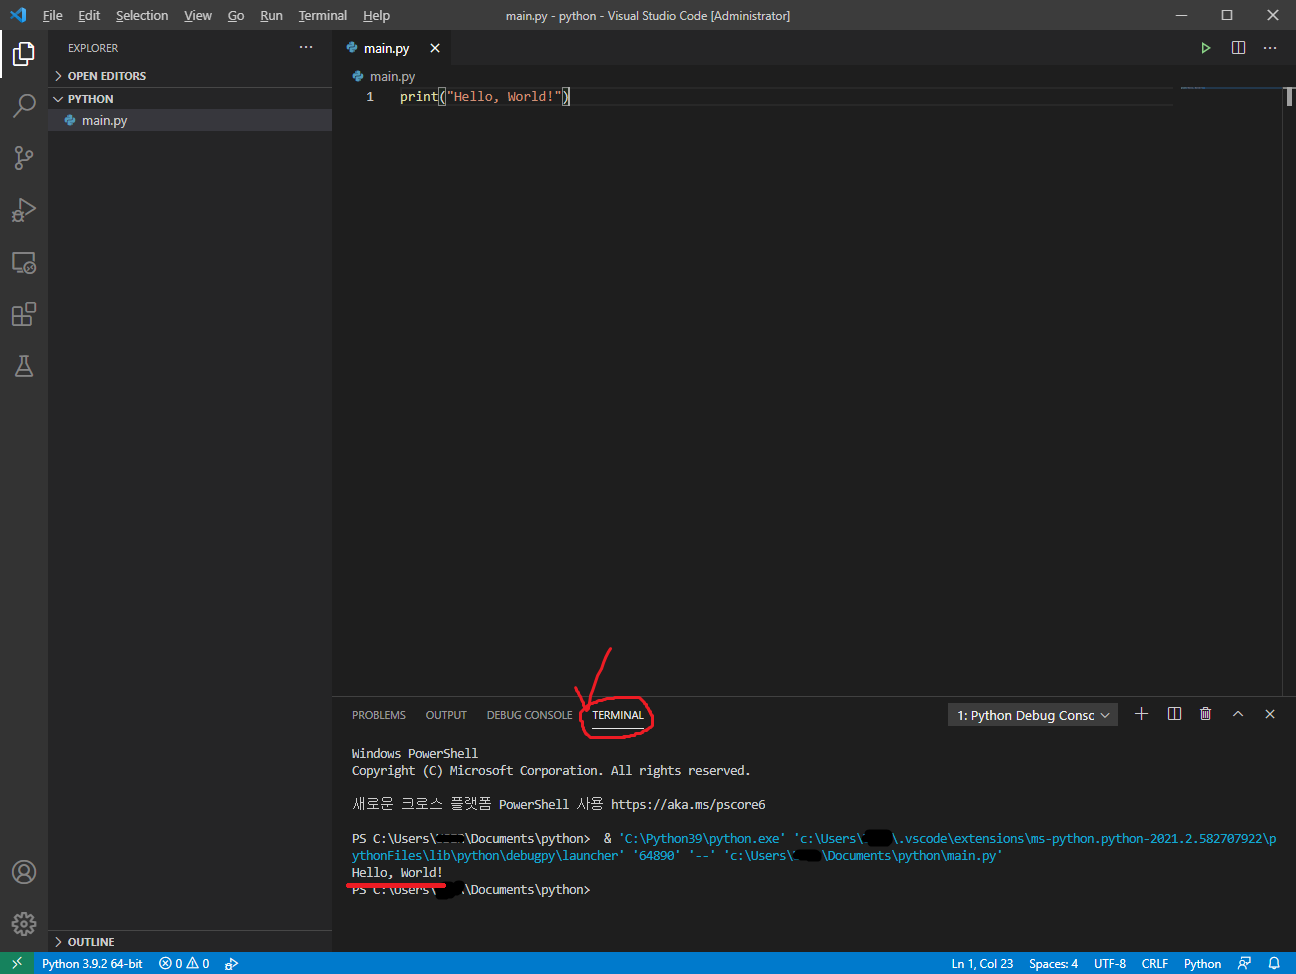 File Edit Selection View Go Run Terminal Help main.py - python - Visual Studio Code [Administrator]
EXPLORER
OPEN EDITORS
PYTHON
main.py
main.py
main.py
1 print("Hello, World!")
PROBLEMS OUTPUT DEBUG CONSOLE TERMINAL 1: Python Debug Consc
Windows PowerShell
Copyright (C) Microsoft Corporation. All rights reserved.
새로운 크로스 플랫폼 PowerShell 사용 https://aka.ms/pscore6
PS C:\Users\ \Documents\python> & 'C:\Python39\python.exe' 'c:\Users\ \.vscode\extensions\ms-python.python-2021.2.582707922\p
ythonFiles\lib\python\debugpy\launcher' '64890' '--' 'c:\Users\ \Documents\python\main.py'
Hello, World!
PS C:\Users\ \Documents\python>
OUTLINE
Python 3.9.2 64-bit 0 0 Ln 1, Col 23 Spaces: 4 UTF-8 CRLF Python